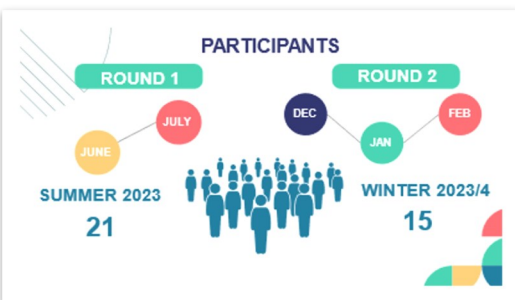 PARTICIPANTS
ROUND 1
JULY
JUNE
SUMMER 2023
21
ROUND 2
DEC
JAN
FEB
WINTER 2023/4
15